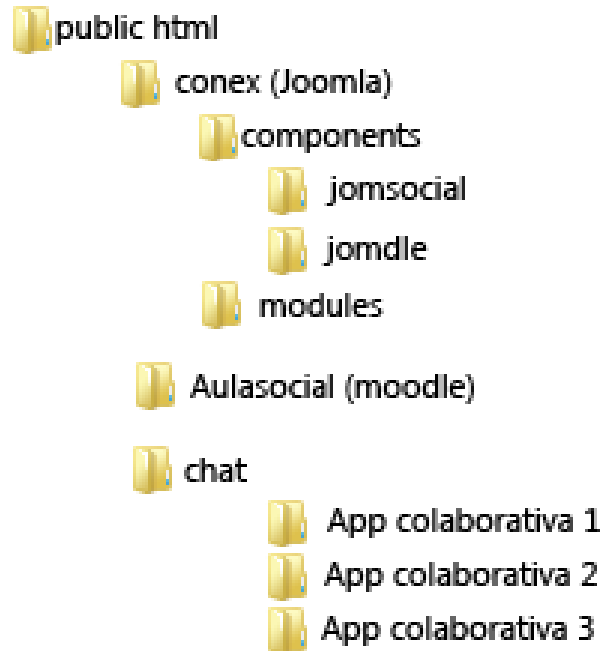 public html
conex (Joomla)
components
jomsocial
jomdle
modules
Aulasocial (moodle)
chat
App colaborativa 1
App colaborativa 2
App colaborativa 3